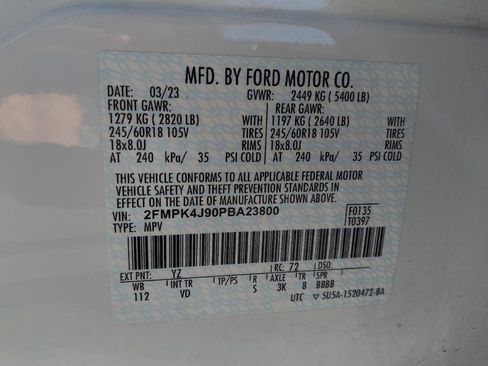 MFD. BY FORD MOTOR CO.
DATE: 03/23 GVWR: 2449 KG ( 5400 LB)
FRONT GAWR: REAR GAWR:
1279 KG ( 2820 LB) WITH 1197 KG ( 2640 LB) WITH
245/60R18 105V TIRES 245/60R18 105V TIRES
18x8.0J RIMS 18x8.0J RIMS
AT 240 kPa/ 35 PSI COLD AT 240 kPa/ 35 PSI COLD
THIS VEHICLE CONFORMS TO ALL APPLICABLE FEDERAL MOTOR
VEHICLE SAFETY AND THEFT PREVENTION STANDARDS IN
EFFECT ON THE DATE OF MANUFACTURE SHOWN ABOVE.
VIN: 2FMPK4J90PBA23800 F0135
TYPE: MPV T0397
EXT PNT: YZ RC: 72 DSO:
WB INT TR TP/PS R AXLE TR SPR
112 VD S 3K 8 BBBB
UTC ▽5U5A-1520472-BA